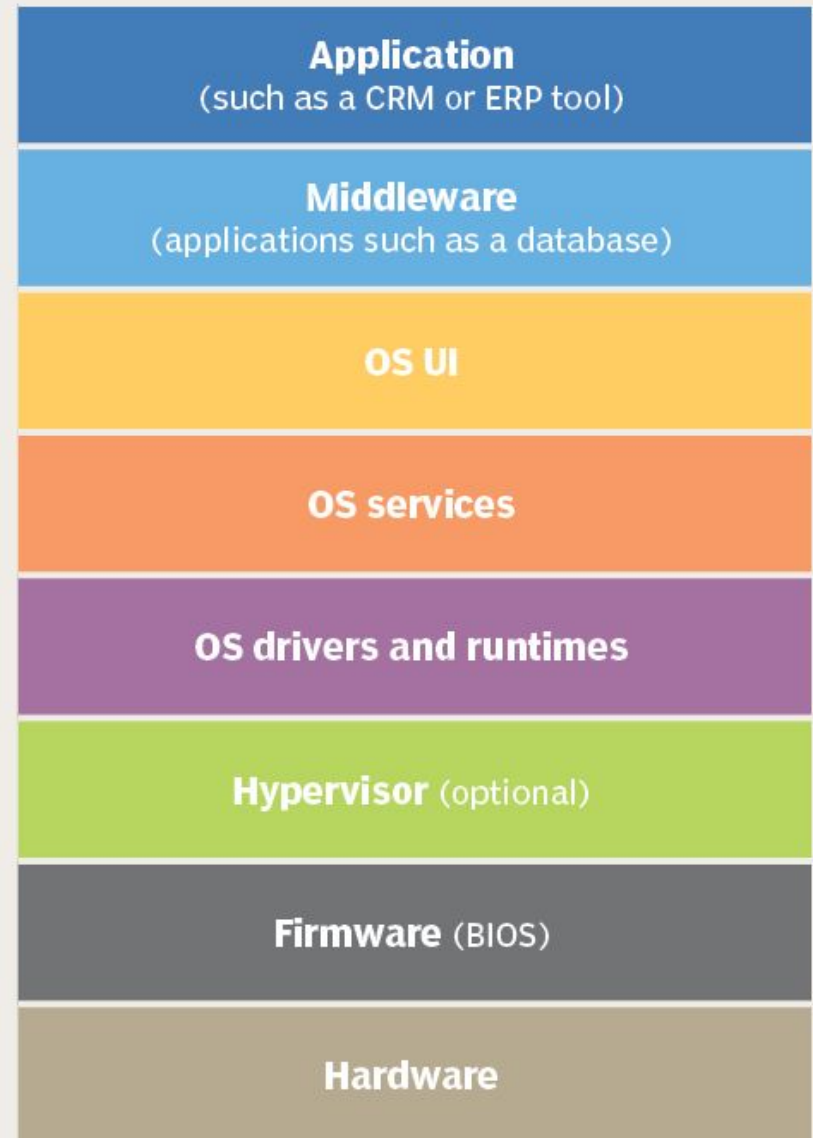 Application
(such as a CRM or ERP tool)
Middleware
(applications such as a database)
OS UI
OS services
OS drivers and runtimes
Hypervisor (optional)
Firmware (BIOS)
Hardware